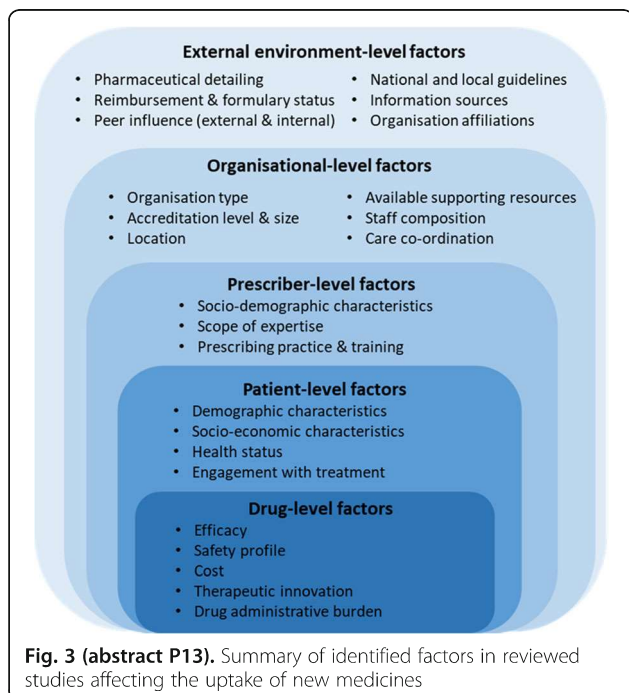 External environment-level factors
• Pharmaceutical detailing
• Reimbursement & formulary status
• Peer influence (external & internal)
• National and local guidelines
• Information sources
• Organisation affiliations
Organisational-level factors
• Organisation type
• Accreditation level & size
• Location
• Available supporting resources
• Staff composition
• Care co-ordination
Prescriber-level factors
• Socio-demographic characteristics
• Scope of expertise
• Prescribing practice & training
Patient-level factors
• Demographic characteristics
• Socio-economic characteristics
• Health status
• Engagement with treatment
Drug-level factors
• Efficacy
• Safety profile
• Cost
• Therapeutic innovation
• Drug administrative burden
Fig. 3 (abstract P13). Summary of identified factors in reviewed
studies affecting the uptake of new medicines